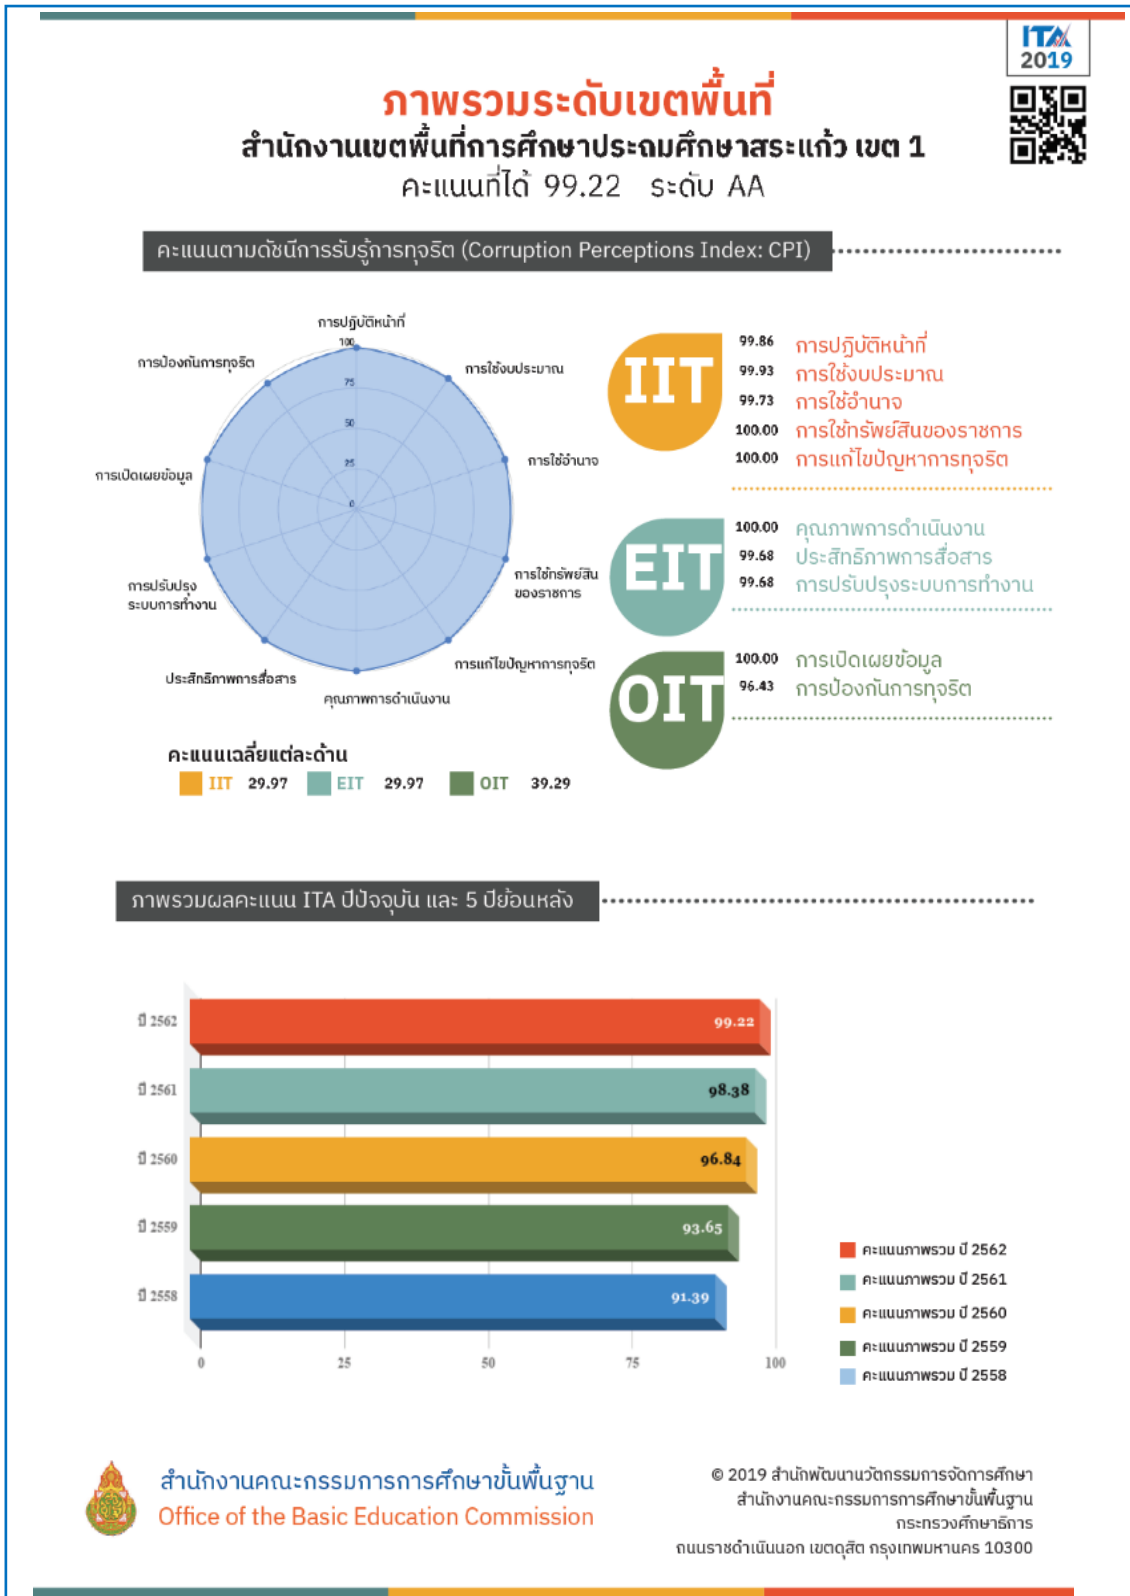 ITA
2019
ภาพรวมระดับเขตพื้นที่
สำนักงานเขตพื้นที่การศึกษาประถมศึกษาสระแก้ว เขต 1
คะแนนที่ได้ 99.22 ระดับ AA
คะแนนตามดัชนีการรับรู้การทุจริต (Corruption Perceptions Index: CPI)
การปฏิบัติหน้าที่
การป้องกันการทุจริต
การใช้งบประมาณ
การเปิดเผยข้อมูล
การใช้อำนาจ
การปรับปรุง
ระบบการทำงาน
การใช้ทรัพย์สิน
ของราชการ
ประสิทธิภาพการสื่อสาร
การแก้ไขปัญหาการทุจริต
คุณภาพการดำเนินงาน
100
75
50
25
0
IIT
99.86 การปฏิบัติหน้าที่
99.93 การใช้งบประมาณ
99.73 การใช้อำนาจ
100.00 การใช้ทรัพย์สินของราชการ
100.00 การแก้ไขปัญหาการทุจริต
EIT
100.00 คุณภาพการดำเนินงาน
99.68 ประสิทธิภาพการสื่อสาร
99.68 การปรับปรุงระบบการทำงาน
OIT
100.00 การเปิดเผยข้อมูล
96.43 การป้องกันการทุจริต
คะแนนเฉลี่ยแต่ละด้าน
IIT 29.97 EIT 29.97 OIT 39.29
ภาพรวมผลคะแนน ITA ปีปัจจุบัน และ 5 ปีย้อนหลัง
ปี 2562 99.22
ปี 2561 98.38
ปี 2560 96.84
ปี 2559 93.65
ปี 2558 91.39
0 25 50 75 100
คะแนนภาพรวม ปี 2562
คะแนนภาพรวม ปี 2561
คะแนนภาพรวม ปี 2560
คะแนนภาพรวม ปี 2559
คะแนนภาพรวม ปี 2558
สำนักงานคณะกรรมการการศึกษาขั้นพื้นฐาน
Office of the Basic Education Commission
© 2019 สำนักพัฒนานวัตกรรมการจัดการศึกษา
สำนักงานคณะกรรมการการศึกษาขั้นพื้นฐาน
กระทรวงศึกษาธิการ
ถนนราชดำเนินนอก เขตดุสิต กรุงเทพมหานคร 10300